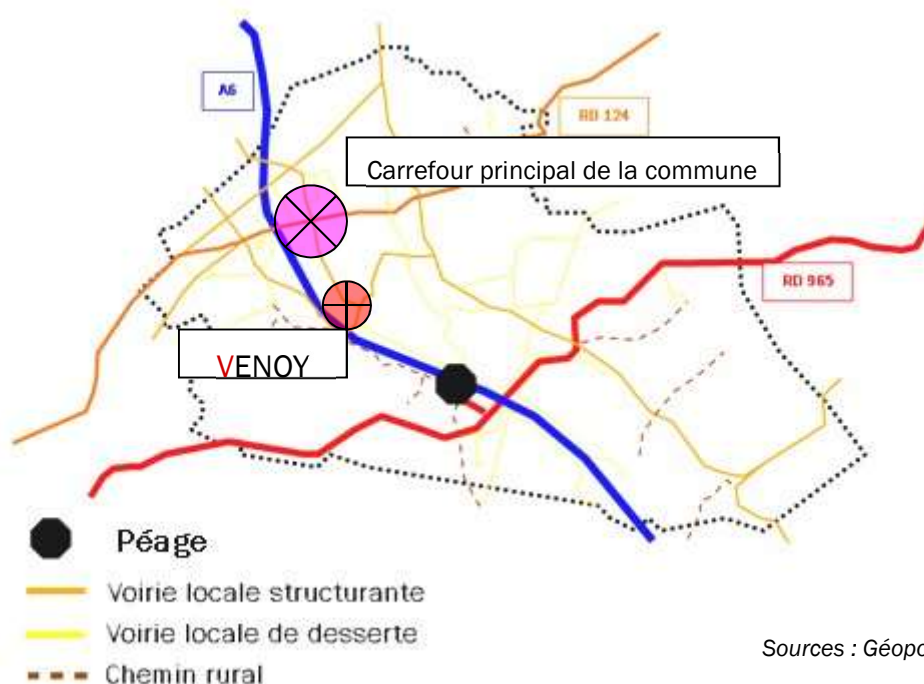 A6
RD 124
Carrefour principal de la commune
RD 965
VENOY
Péage
Voirie locale structurante
Voirie locale de desserte
Chemin rural
Sources : Géopo